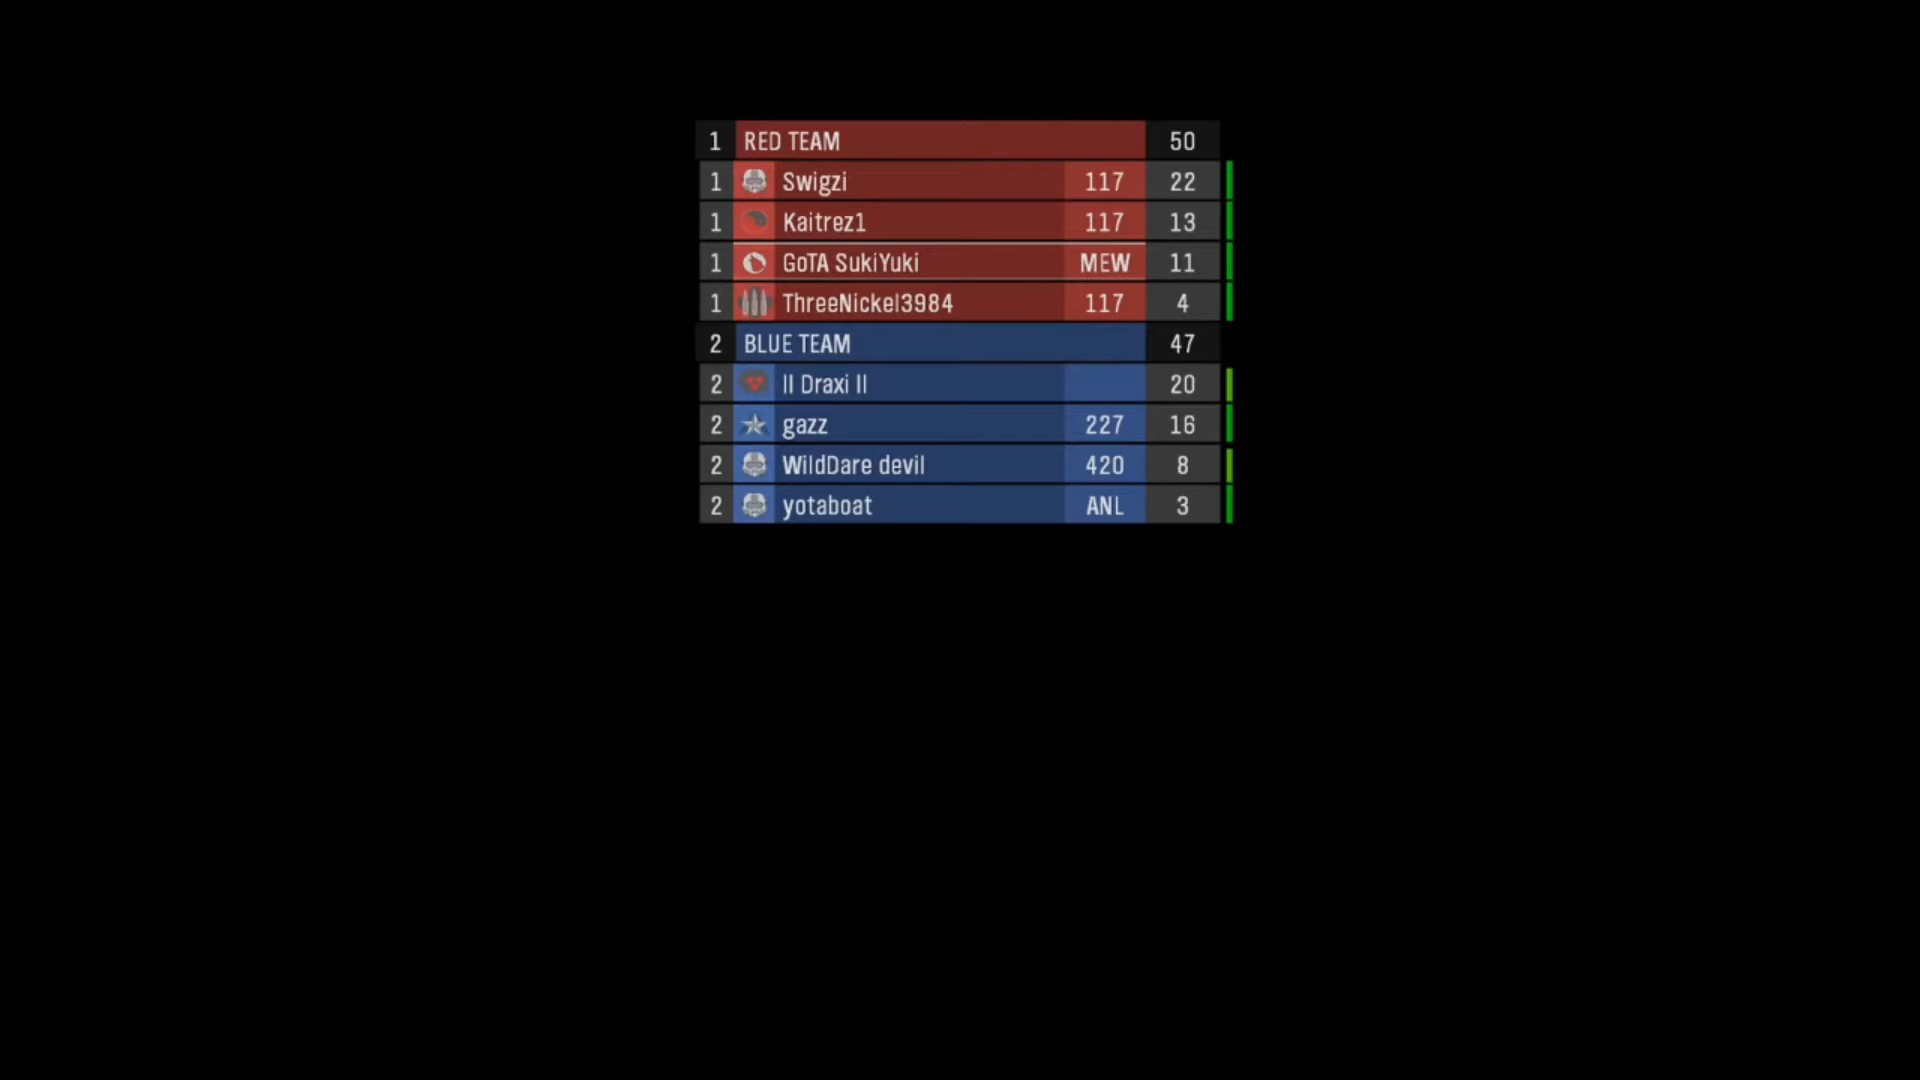 1 RED TEAM 50
1 Swigzi 117 22
1 Kaitrez1 117 13
1 GoTA SukiYuki MEW 11
1 ThreeNickel3984 117 4
2 BLUE TEAM 47
2 II Draxi II 20
2 gazz 227 16
2 WildDare devil 420 8
2 yotaboat ANL 3